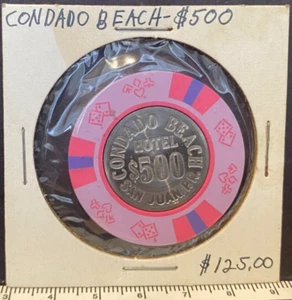 CONDADO BEACH-$500
CONDADO BEACH
HOTEL
$500
SAN JUAN, P.R.
$125.00